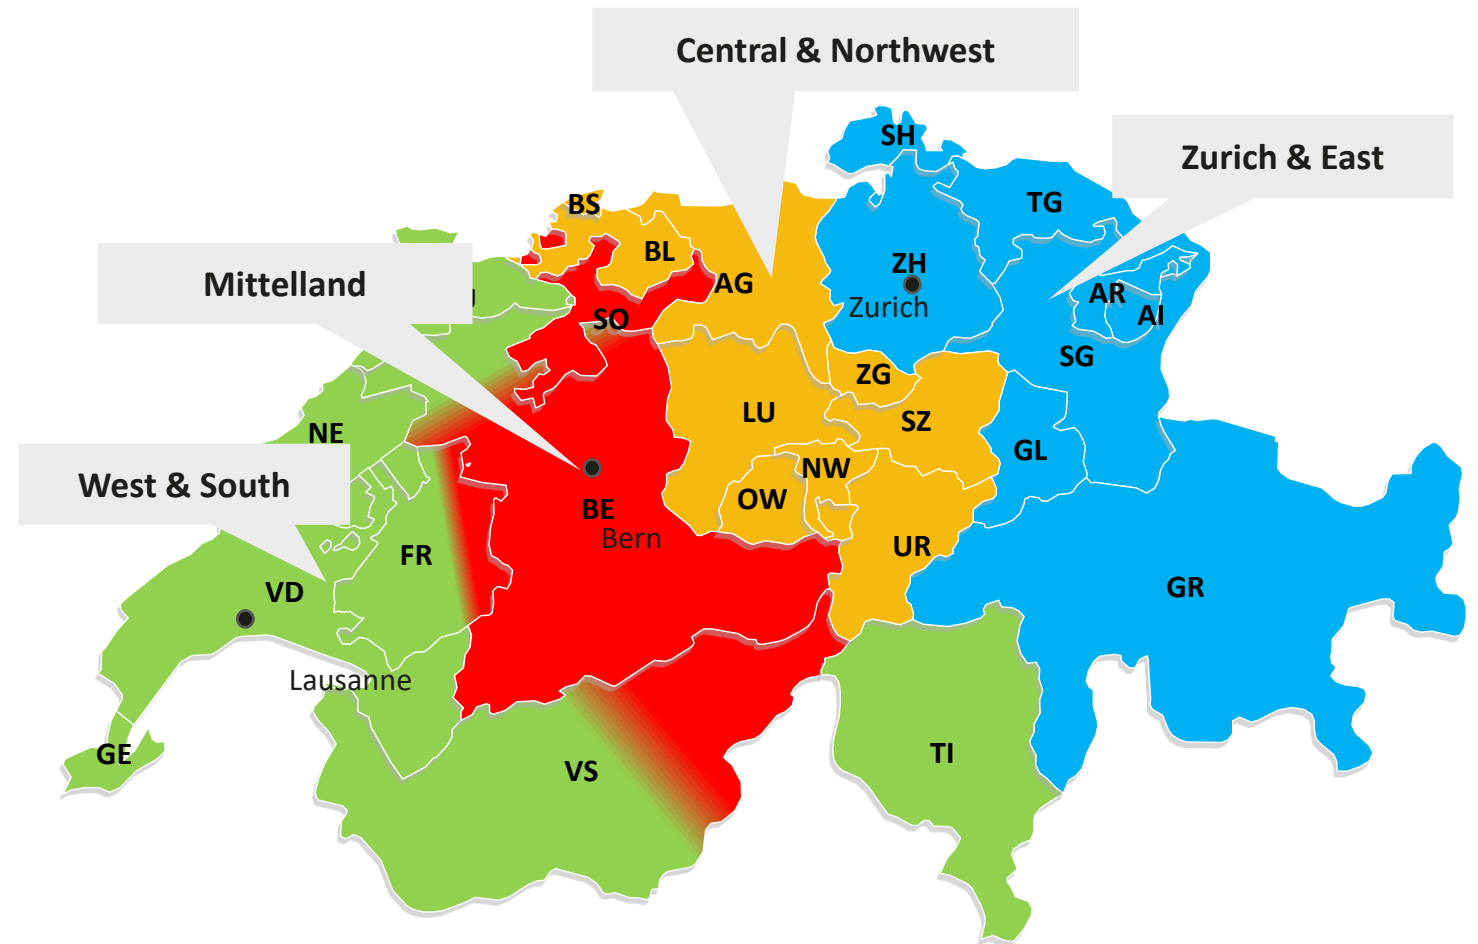 Central & Northwest
SH
Zurich & East
TG
BS
BL
Mittelland
AG
ZH
Zurich
AR
AI
SO
SG
ZG
LU
SZ
NE
GL
NW
West & South
OW
BE
Bern
UR
FR
GR
VD
Lausanne
GE
VS
TI